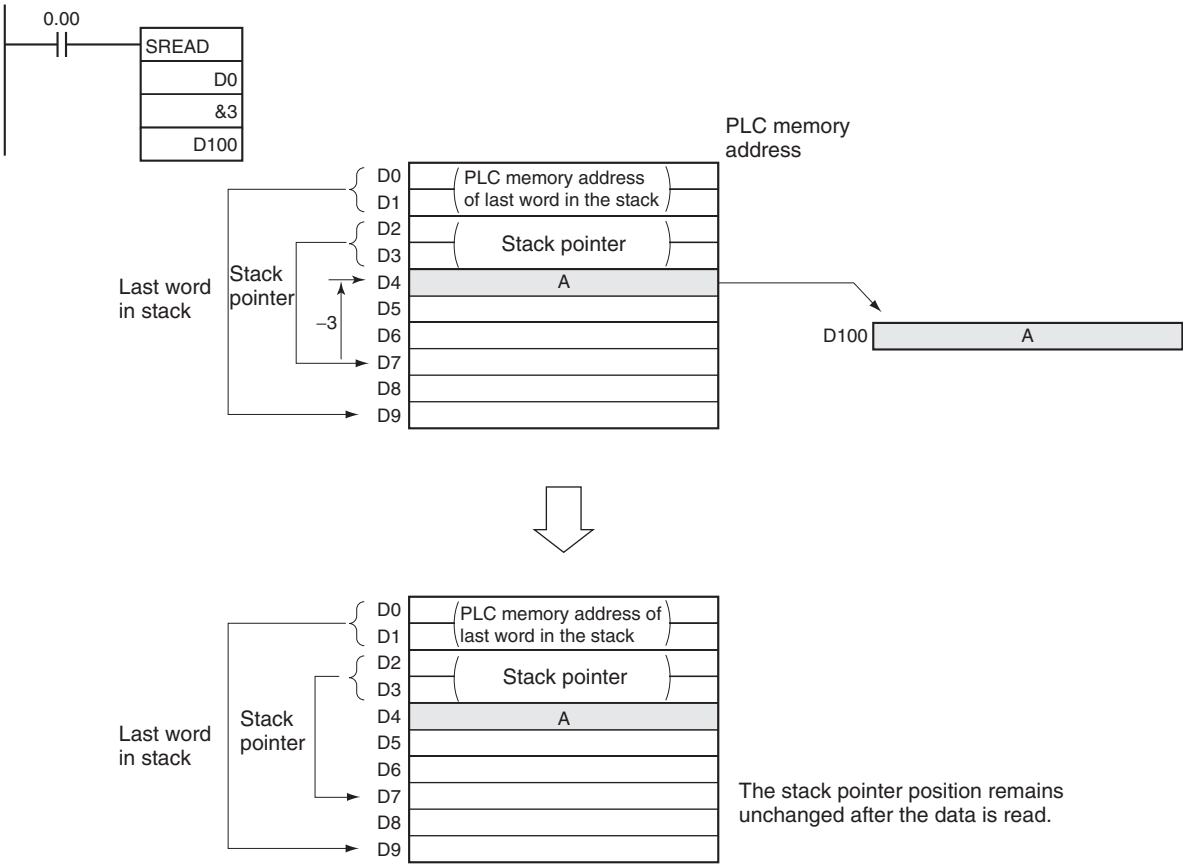 0.00
SREAD
D0
&3
D100
PLC memory
address
D0
D1
D2
D3
D4
D5
D6
D7
D8
D9
PLC memory address
of last word in the stack
Stack pointer
A
Last word
in stack
Stack
pointer
−3
D100
A
D0
D1
D2
D3
D4
D5
D6
D7
D8
D9
PLC memory address of
last word in the stack
Stack pointer
A
Last word
in stack
Stack
pointer
The stack pointer position remains
unchanged after the data is read.